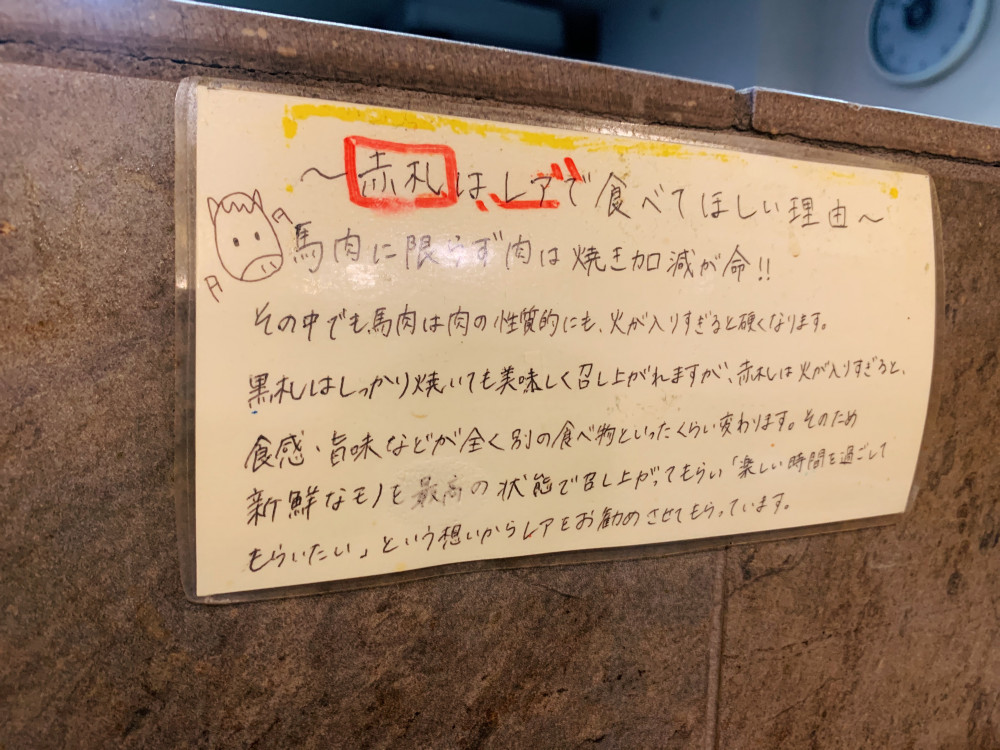 ～赤札はレアで食べてほしい理由～
馬肉に限らず肉は焼き加減が命!!
その中でも、馬肉は肉の性質的にも、火が入りすぎると硬くなります。
黒札はしっかり焼いても美味しく召し上がれますが、赤札は火が入りすぎると、
食感・旨味などが全く別の食べ物といったくらい変わります。そのため
新鮮なモノを最高の状態で召し上がってもらい「楽しい時間を過ごして
もらいたい」という想いからレアをお勧めさせてもらっています。